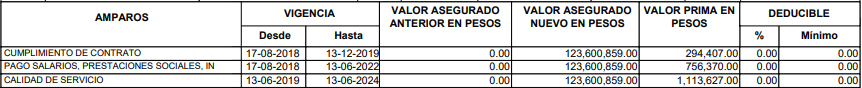 AMPAROS VIGENCIA VALOR ASEGURADO ANTERIOR EN PESOS VALOR ASEGURADO NUEVO EN PESOS VALOR PRIMA EN PESOS DEDUCIBLE
Desde Hasta % Mínimo
CUMPLIMIENTO DE CONTRATO 17-08-2018 13-12-2019 0.00 123,600,859.00 294,407.00 0.00 0.00
PAGO SALARIOS, PRESTACIONES SOCIALES, IN 17-08-2018 13-06-2022 0.00 123,600,859.00 756,370.00 0.00 0.00
CALIDAD DE SERVICIO 13-06-2019 13-06-2024 0.00 123,600,859.00 1,113,627.00 0.00 0.00